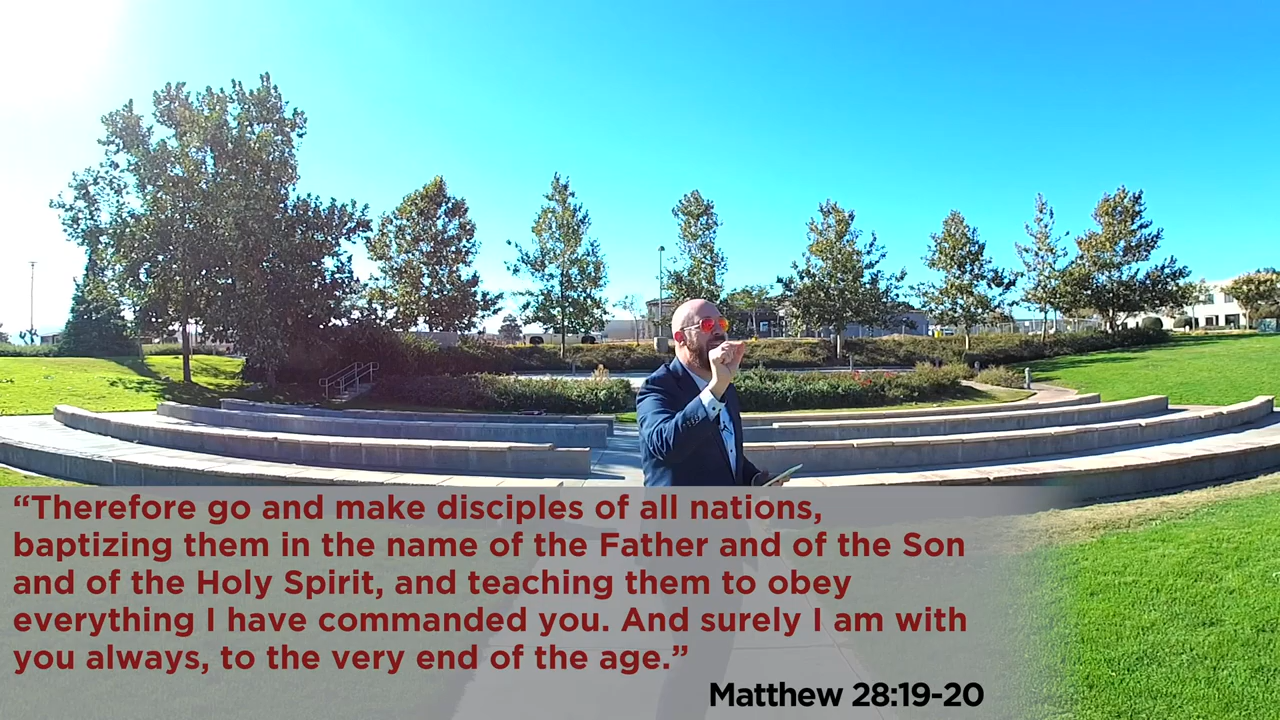 “Therefore go and make disciples of all nations,
baptizing them in the name of the Father and of the Son
and of the Holy Spirit, and teaching them to obey
everything I have commanded you. And surely I am with
you always, to the very end of the age.”
Matthew 28:19-20